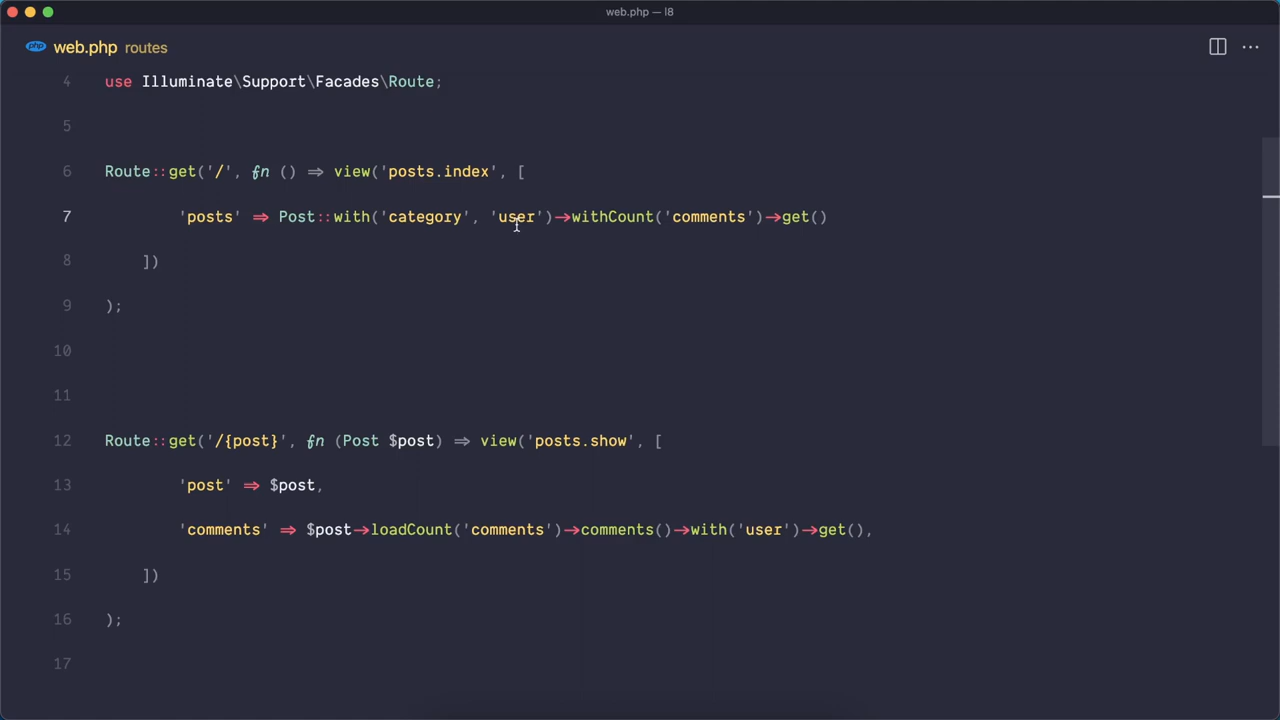 web.php — l8
php web.php routes
4 use Illuminate\Support\Facades\Route;
5
6 Route::get('/', fn () => view('posts.index', [
7 'posts' => Post::with('category', 'user')->withCount('comments')->get()
8 ])
9 );
10
11
12 Route::get('/{post}', fn (Post $post) => view('posts.show', [
13 'post' => $post,
14 'comments' => $post->loadCount('comments')->comments()->with('user')->get(),
15 ])
16 );
17